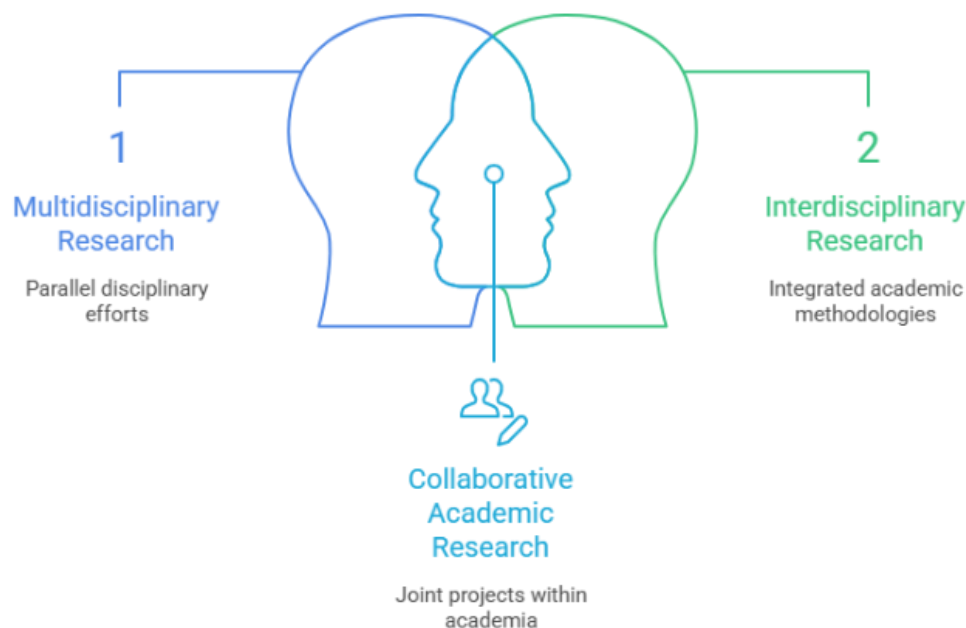 1
Multidisciplinary
Research
Parallel disciplinary
efforts
2
Interdisciplinary
Research
Integrated academic
methodologies
Collaborative
Academic
Research
Joint projects within
academia